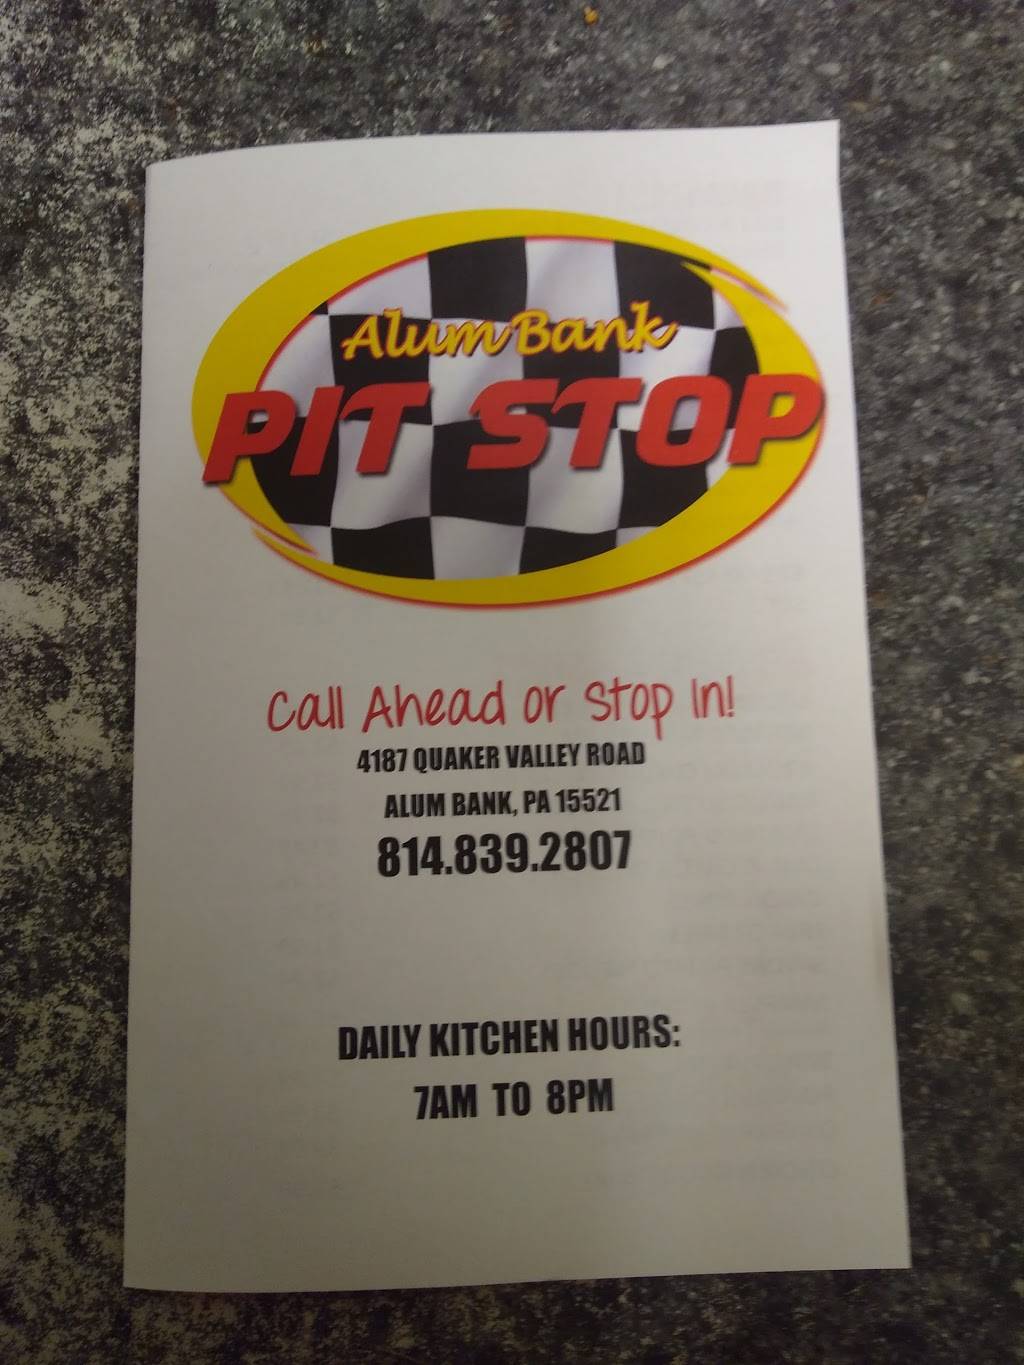 Alum Bank
PIT STOP
Call Ahead or Stop In!
4187 QUAKER VALLEY ROAD
ALUM BANK, PA 15521
814.839.2807
DAILY KITCHEN HOURS:
7AM TO 8PM